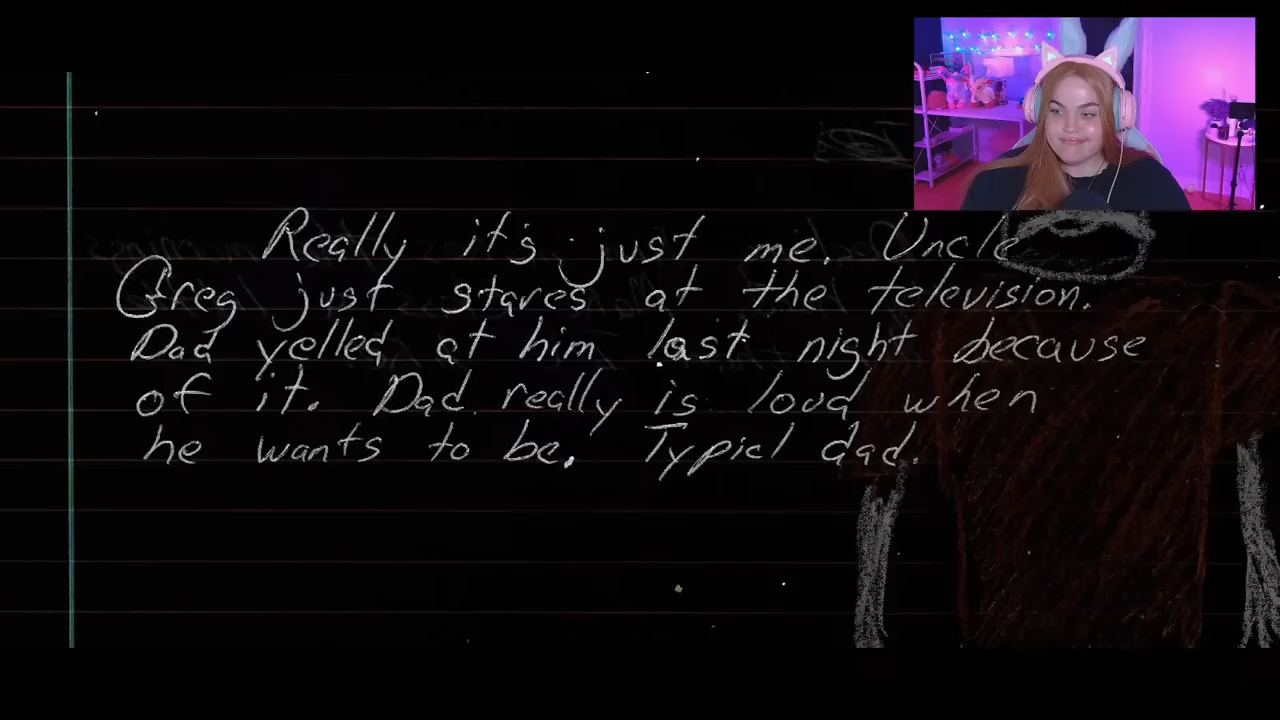 Really it's just me. Uncle
Greg just stares at the television.
Dad yelled at him last night because
of it. Dad really is loud when
he wants to be. Typicl dad.